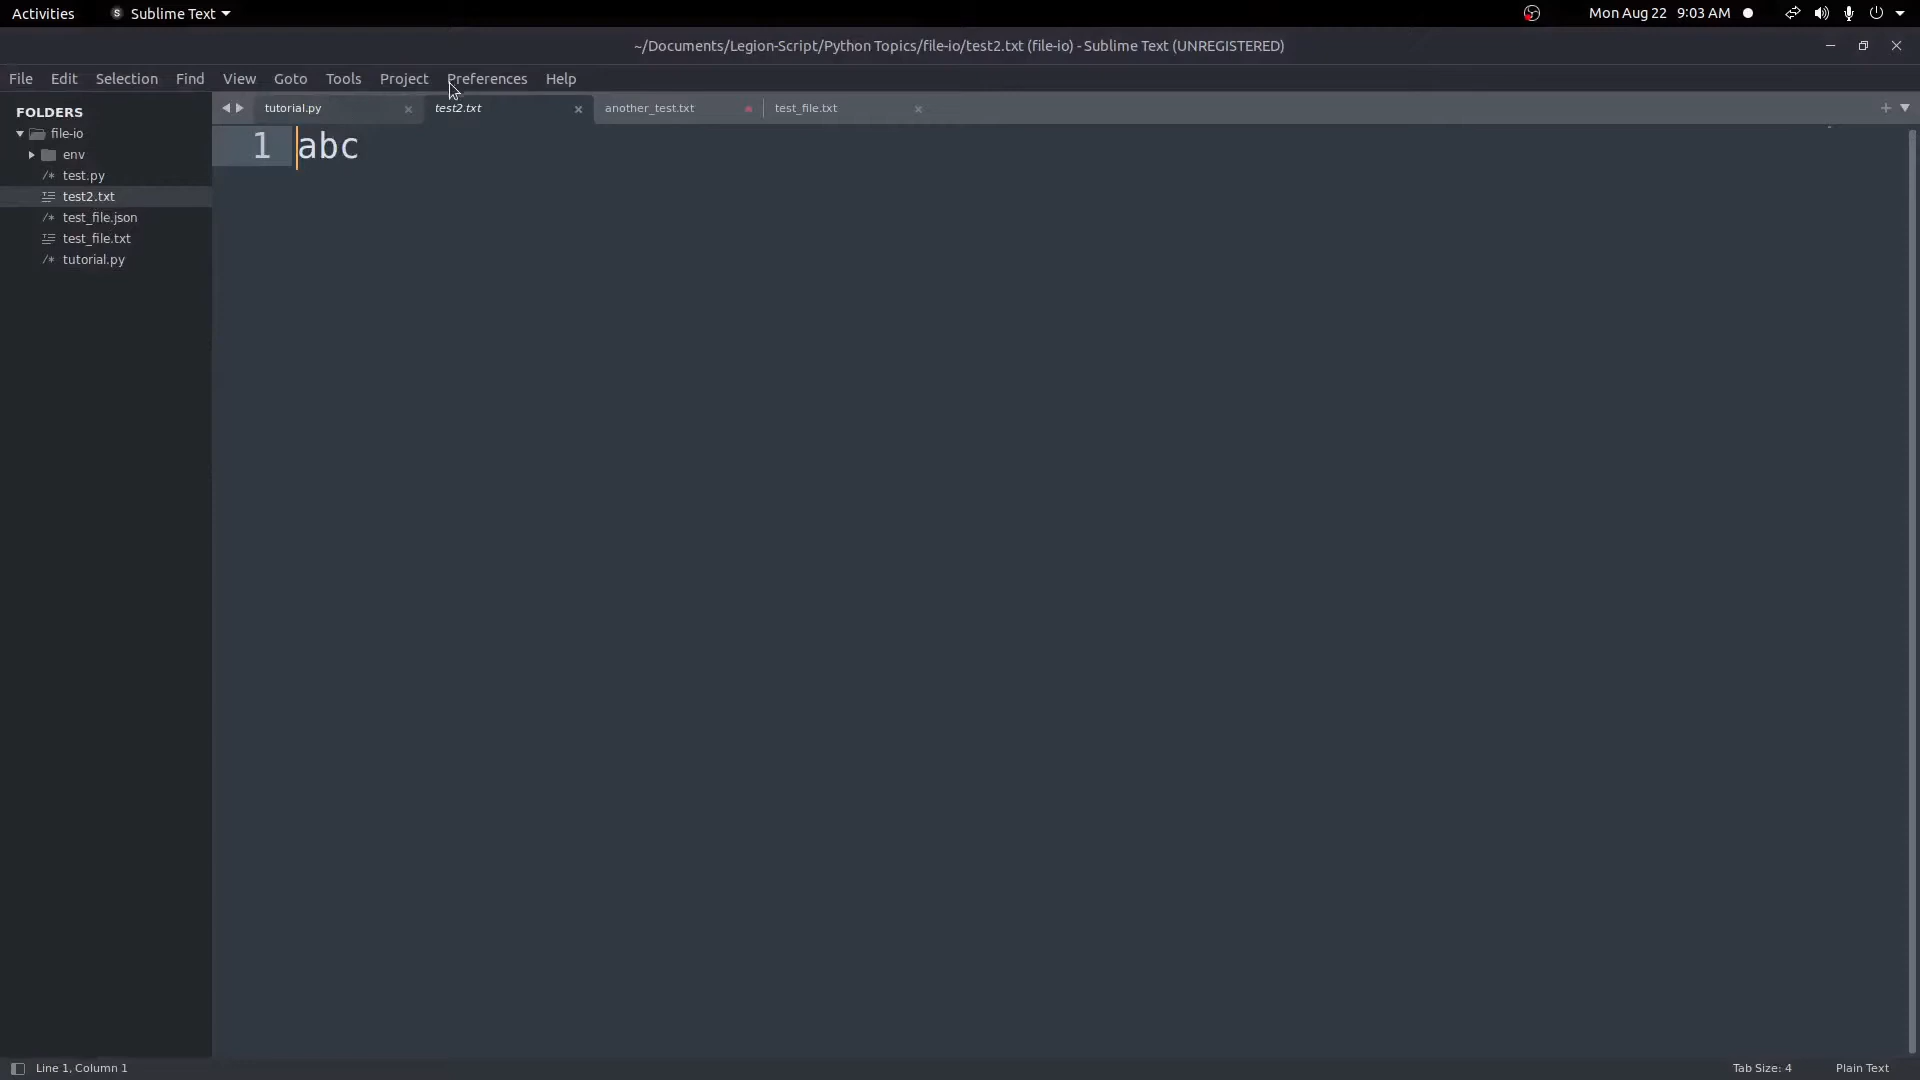 Activities Sublime Text Mon Aug 22 9:03 AM
~/Documents/Legion-Script/Python Topics/file-io/test2.txt (file-io) - Sublime Text (UNREGISTERED)
File Edit Selection Find View Goto Tools Project Preferences Help
FOLDERS
file-io
env
test.py
test2.txt
test_file.json
test_file.txt
tutorial.py
tutorial.py test2.txt another_test.txt test_file.txt
1 abc
Line 1, Column 1 Tab Size: 4 Plain Text